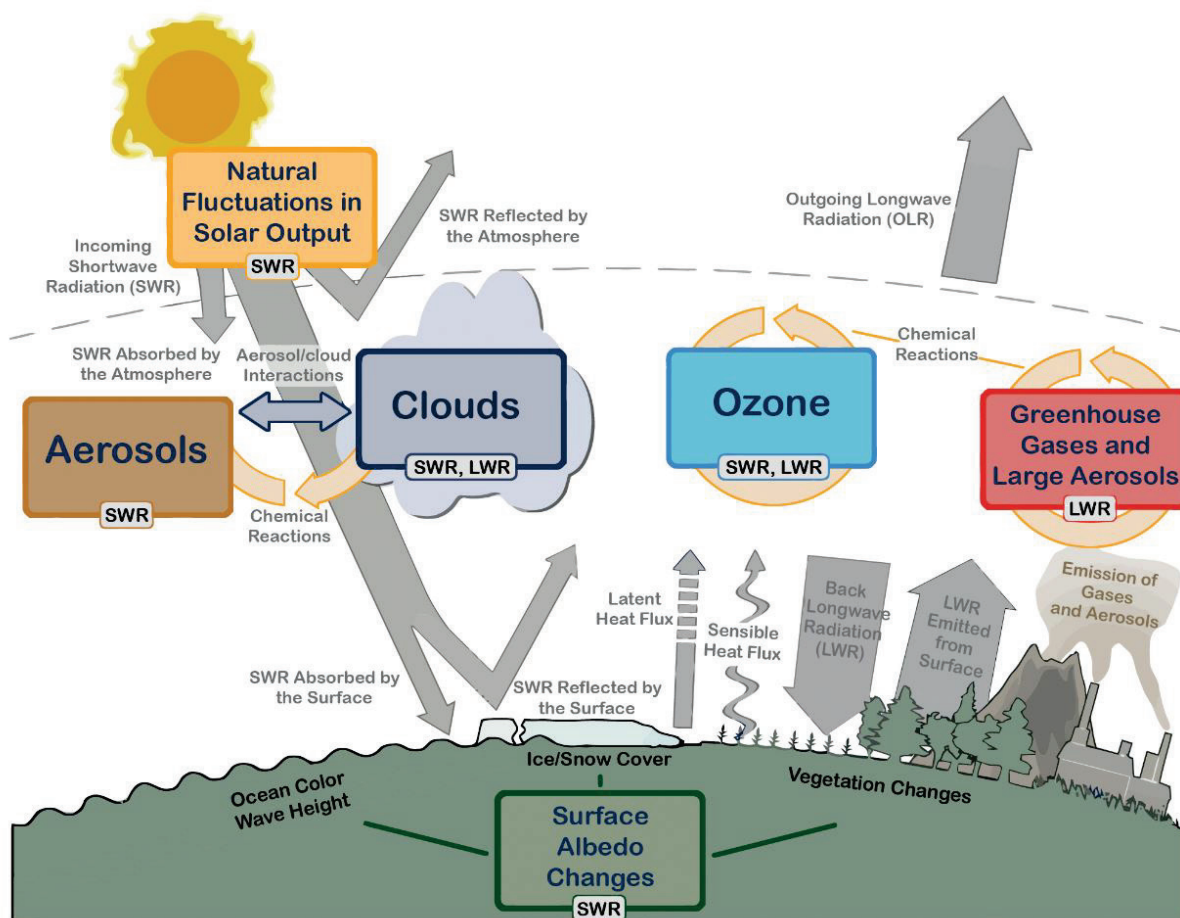 Natural
Fluctuations in
Solar Output
SWR
Incoming
Shortwave
Radiation (SWR)
SWR Reflected by
the Atmosphere
Outgoing Longwave
Radiation (OLR)
SWR Absorbed by
the Atmosphere
Aerosol/cloud
Interactions
Chemical
Reactions
Aerosols
SWR
Clouds
SWR, LWR
Ozone
SWR, LWR
Greenhouse
Gases and
Large Aerosols
LWR
Chemical
Reactions
Latent
Heat Flux
Sensible
Heat Flux
Back
Longwave
Radiation
(LWR)
LWR
Emitted
from
Surface
Emission of
Gases
and Aerosols
SWR Absorbed by
the Surface
SWR Reflected by
the Surface
Ocean Color
Wave Height
Ice/Snow Cover
Vegetation Changes
Surface
Albedo
Changes
SWR